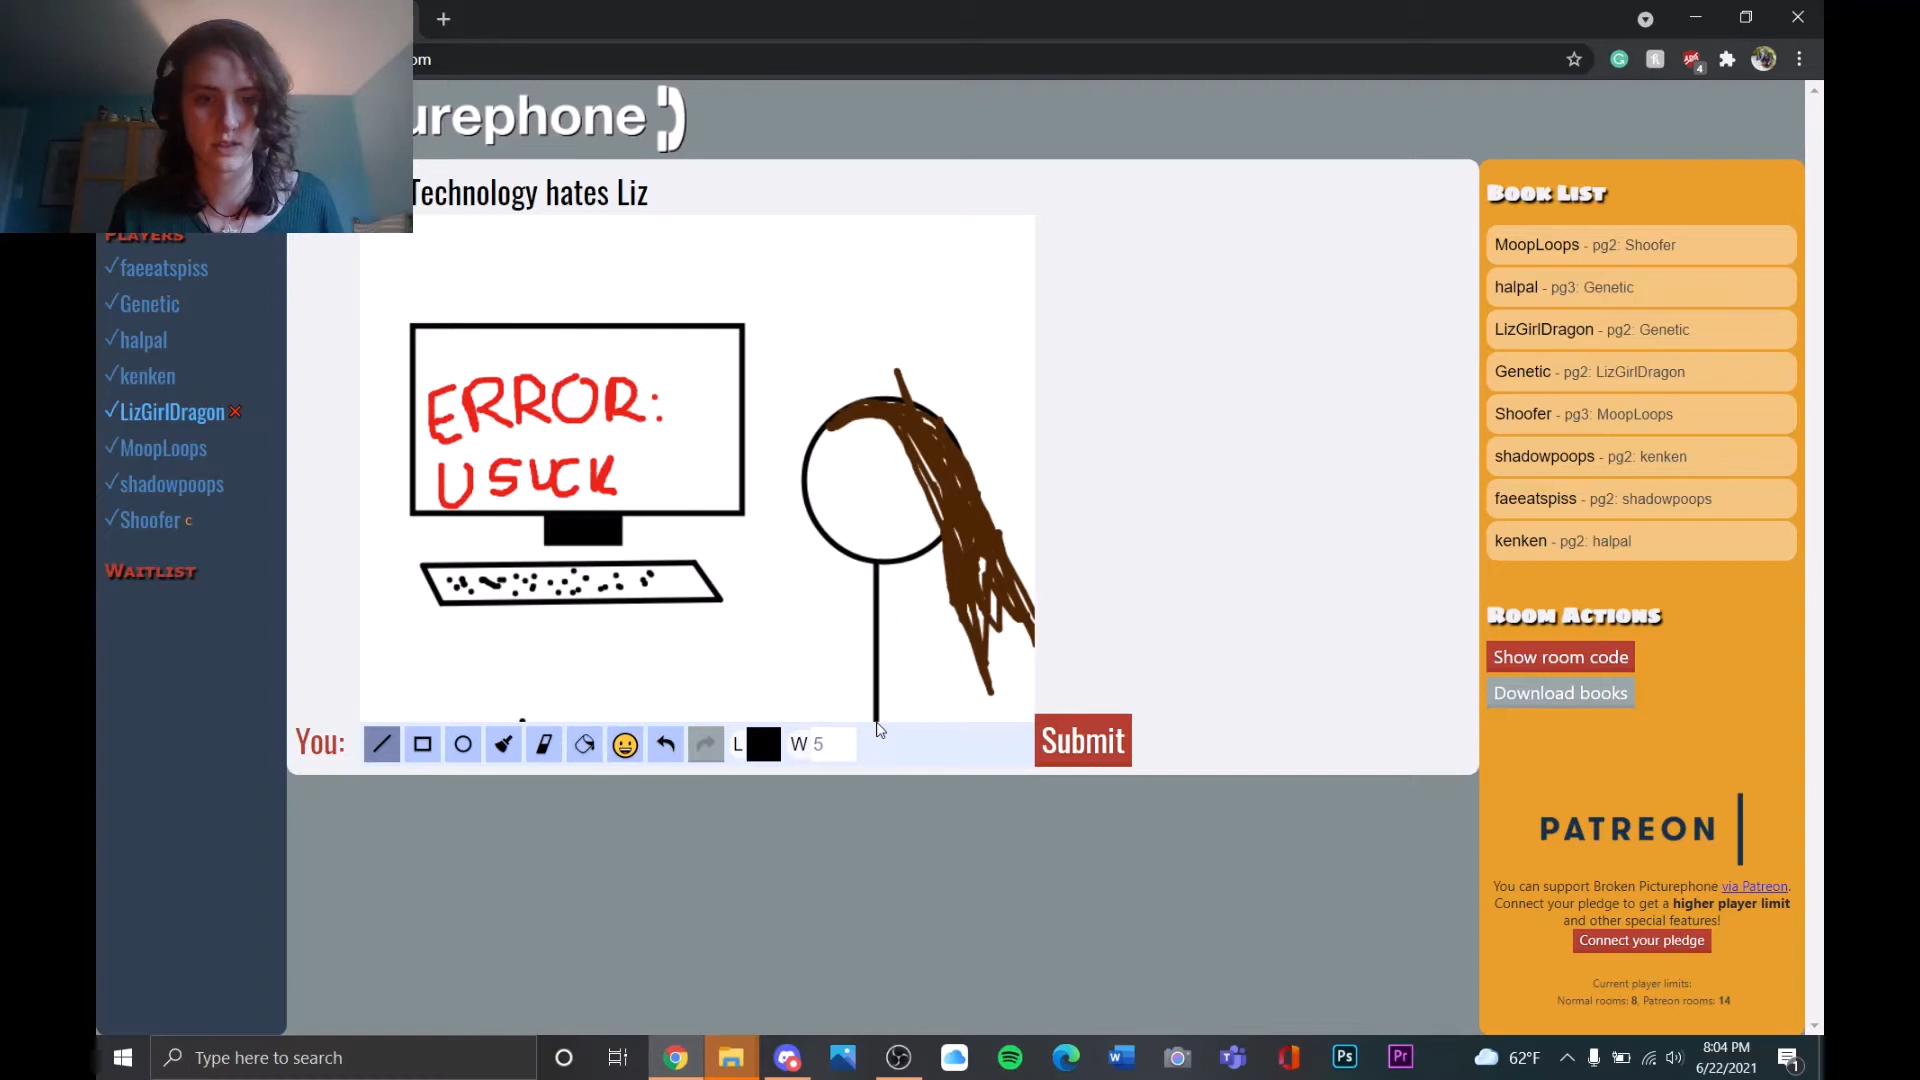 om
urephone
Technology hates Liz
PLAYERS
✓faeeatspiss
✓Genetic
✓halpal
✓kenken
✓LizGirlDragon ✕
✓MoopLoops
✓shadowpoops
✓Shoofer c
WAITLIST
ERROR:
U SUCK
You:
L
W 5
Submit
BOOK LIST
MoopLoops - pg2: Shoofer
halpal - pg3: Genetic
LizGirlDragon - pg2: Genetic
Genetic - pg2: LizGirlDragon
Shoofer - pg3: MoopLoops
shadowpoops - pg2: kenken
faeeatspiss - pg2: shadowpoops
kenken - pg2: halpal
ROOM ACTIONS
Show room code
Download books
PATREON
You can support Broken Picturephone via Patreon.
Connect your pledge to get a higher player limit
and other special features!
Connect your pledge
Current player limits:
Normal rooms: 8, Patreon rooms: 14
Type here to search
Ps
Pr
62°F
8:04 PM
6/22/2021
1
4